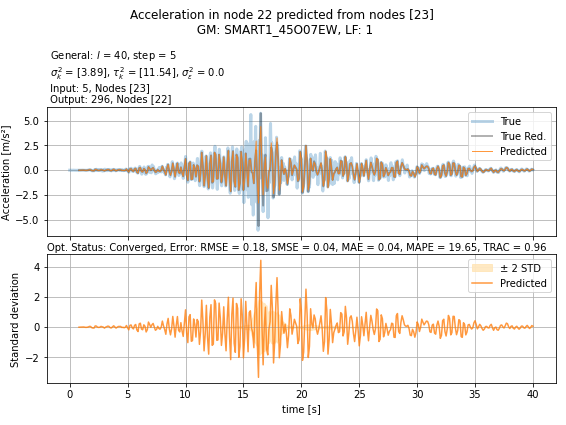 Acceleration in node 22 predicted from nodes [23]
GM: SMART1_45O07EW, LF: 1
General: l = 40, step = 5
σ²ₖ = [3.89], τ²ₖ = [11.54], σ²ε = 0.0
Input: 5, Nodes [23]
Output: 296, Nodes [22]
Acceleration [m/s²]
5.0
2.5
0.0
−2.5
−5.0
True
True Red.
Predicted
Opt. Status: Converged, Error: RMSE = 0.18, SMSE = 0.04, MAE = 0.04, MAPE = 19.65, TRAC = 0.96
Standard deviation
4
2
0
−2
± 2 STD
Predicted
0 5 10 15 20 25 30 35 40
time [s]